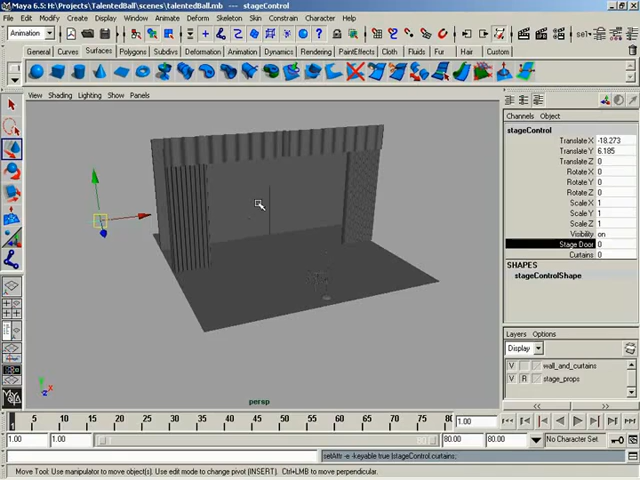 Maya 6.5: H:\Projects\TalentedBall\scenes\talentedBall.mb --- stageControl
File Edit Modify Create Display Window Animate Deform Skeleton Skin Constrain Character Help
Animation
sel
General Curves Surfaces Polygons Subdivs Deformation Animation Dynamics Rendering PaintEffects Cloth Fluids Fur Hair Custom
View Shading Lighting Show Panels
Channels Object
stageControl
Translate X -18.273
Translate Y 6.185
Translate Z 0
Rotate X 0
Rotate Y 0
Rotate Z 0
Scale X 1
Scale Y 1
Scale Z 1
Visibility on
Stage Door 0
Curtains 0
SHAPES
stageControlShape
Layers Options
Display
V wall_and_curtains
V R stage_props
persp
5 10 15 20 25 30 35 40 45 50 55 60 65 70 75 80
1.00
1.00 1.00 80.00 80.00 No Character Set
setAttr -e -keyable true |stageControl.curtains;
Move Tool: Use manipulator to move object(s). Use edit mode to change pivot (INSERT). Ctrl+LMB to move perpendicular.